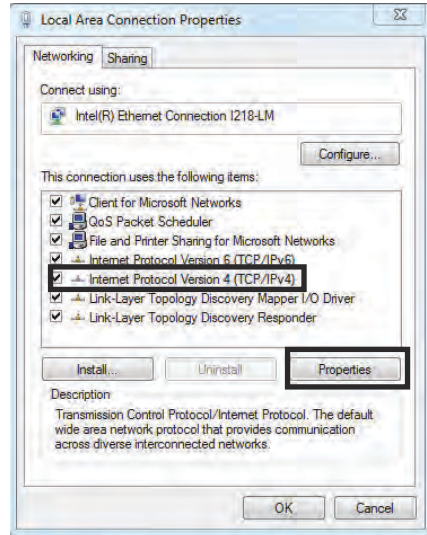 Local Area Connection Properties
Networking Sharing
Connect using:
Intel(R) Ethernet Connection I218-LM
Configure...
This connection uses the following items:
Client for Microsoft Networks
QoS Packet Scheduler
File and Printer Sharing for Microsoft Networks
Internet Protocol Version 6 (TCP/IPv6)
Internet Protocol Version 4 (TCP/IPv4)
Link-Layer Topology Discovery Mapper I/O Driver
Link-Layer Topology Discovery Responder
Install... Uninstall Properties
Description
Transmission Control Protocol/Internet Protocol. The default
wide area network protocol that provides communication
across diverse interconnected networks.
OK Cancel